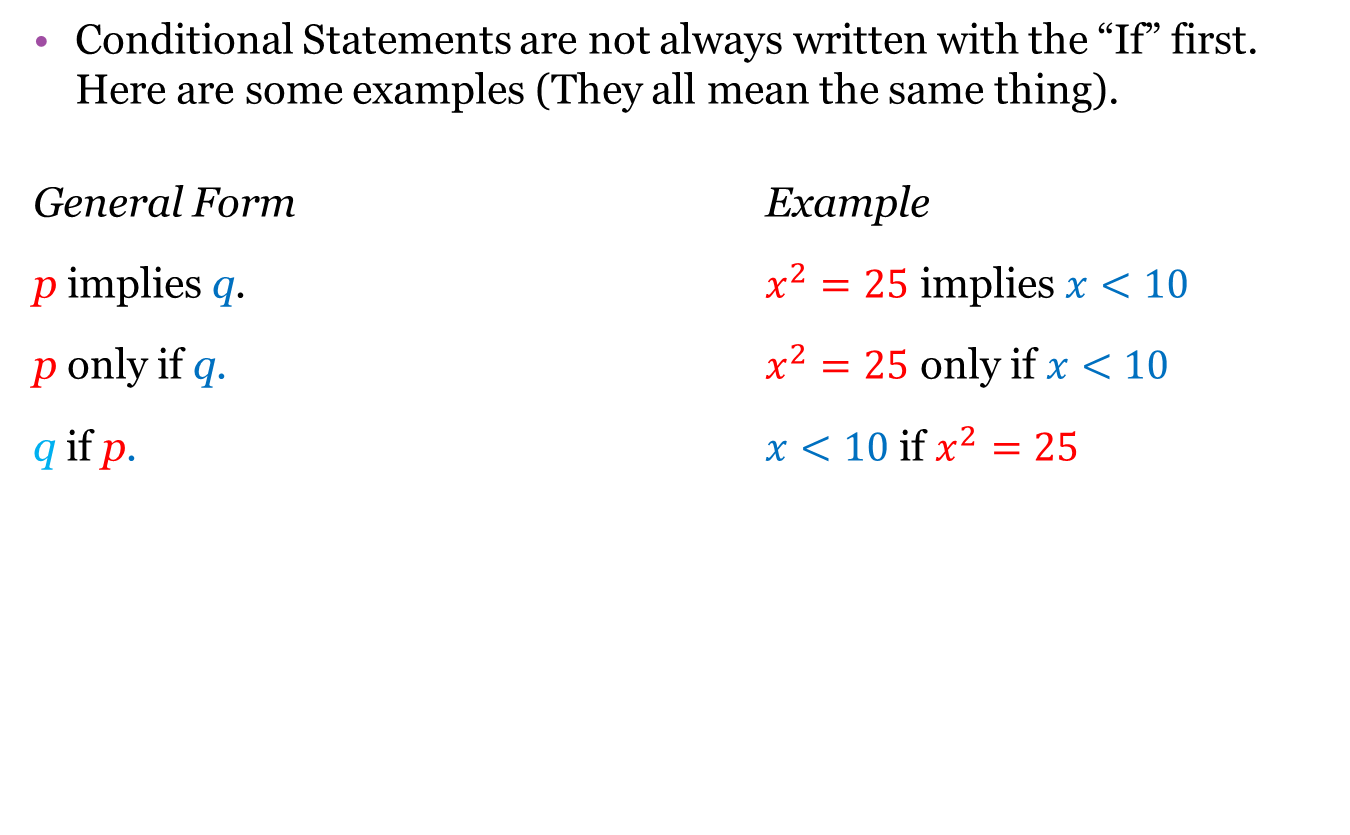 • Conditional Statements are not always written with the “If” first.
Here are some examples (They all mean the same thing).
General Form Example
p implies q. x² = 25 implies x < 10
p only if q. x² = 25 only if x < 10
q if p. x < 10 if x² = 25